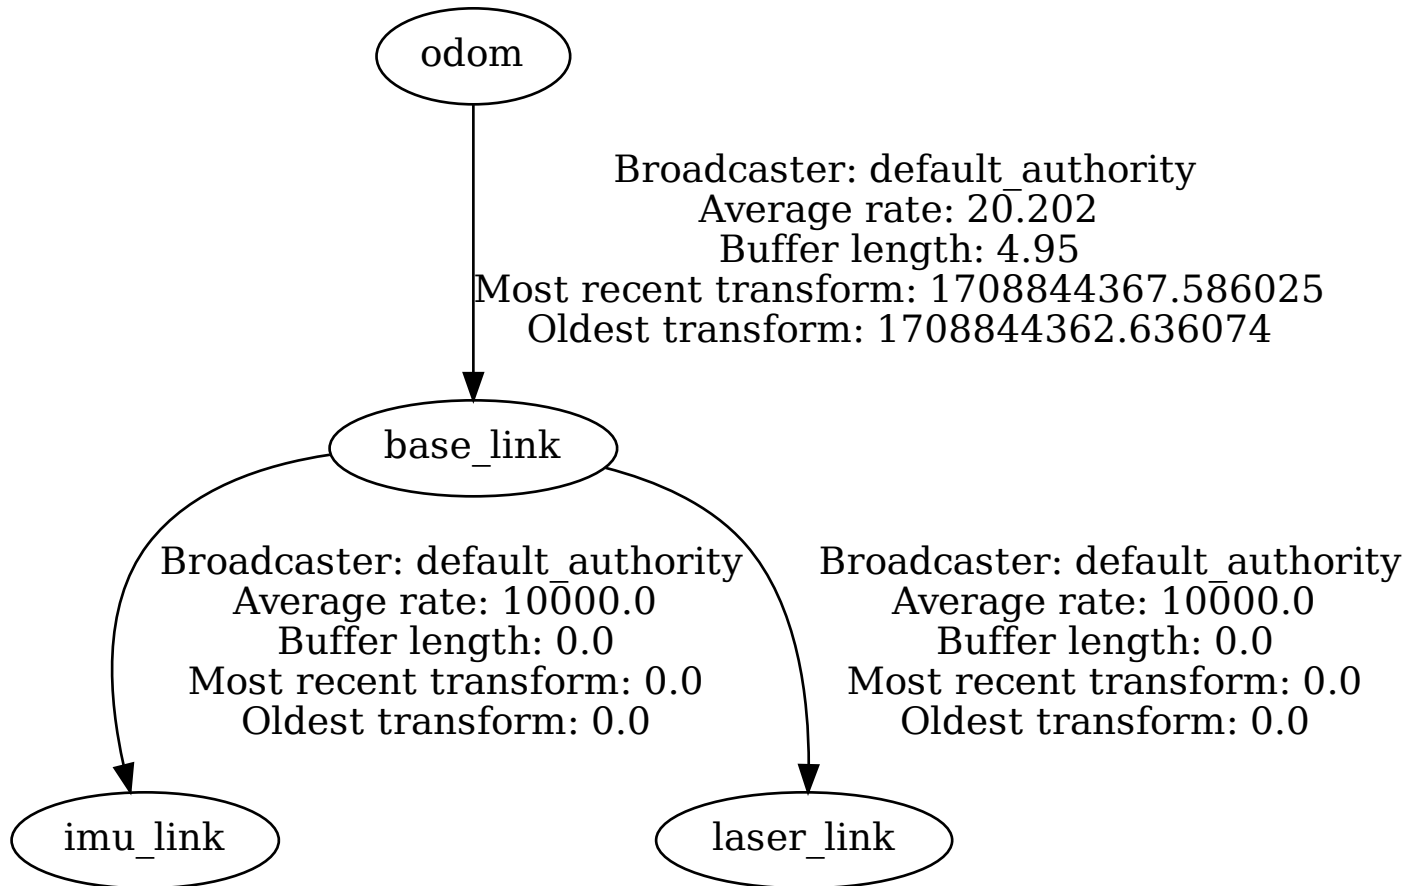 odom
Broadcaster: default_authority
Average rate: 20.202
Buffer length: 4.95
Most recent transform: 1708844367.586025
Oldest transform: 1708844362.636074
base_link
Broadcaster: default_authority
Average rate: 10000.0
Buffer length: 0.0
Most recent transform: 0.0
Oldest transform: 0.0
Broadcaster: default_authority
Average rate: 10000.0
Buffer length: 0.0
Most recent transform: 0.0
Oldest transform: 0.0
imu_link
laser_link